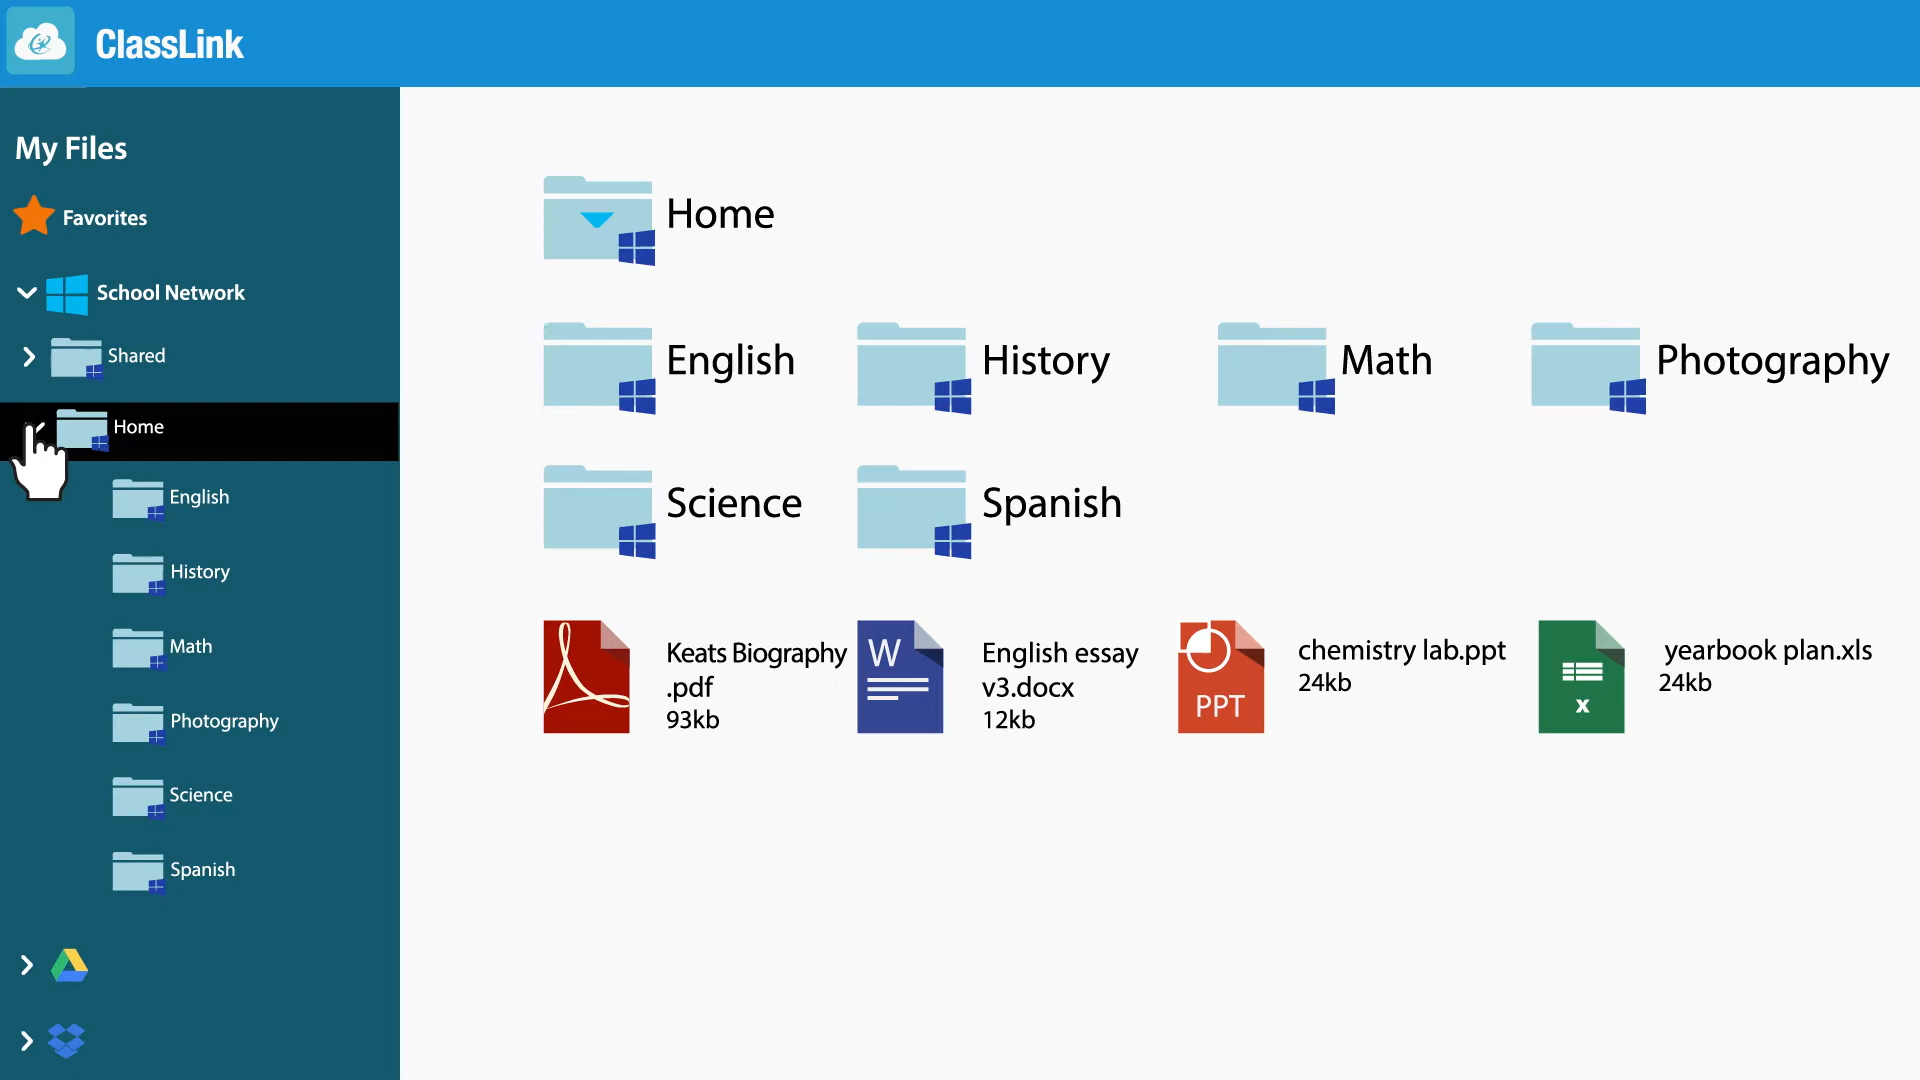 ClassLink
My Files
Favorites
School Network
Shared
Home
English
History
Math
Photography
Science
Spanish
Home
English
History
Math
Photography
Science
Spanish
Keats Biography
.pdf
93kb
W
English essay
v3.docx
12kb
PPT
chemistry lab.ppt
24kb
x
yearbook plan.xls
24kb